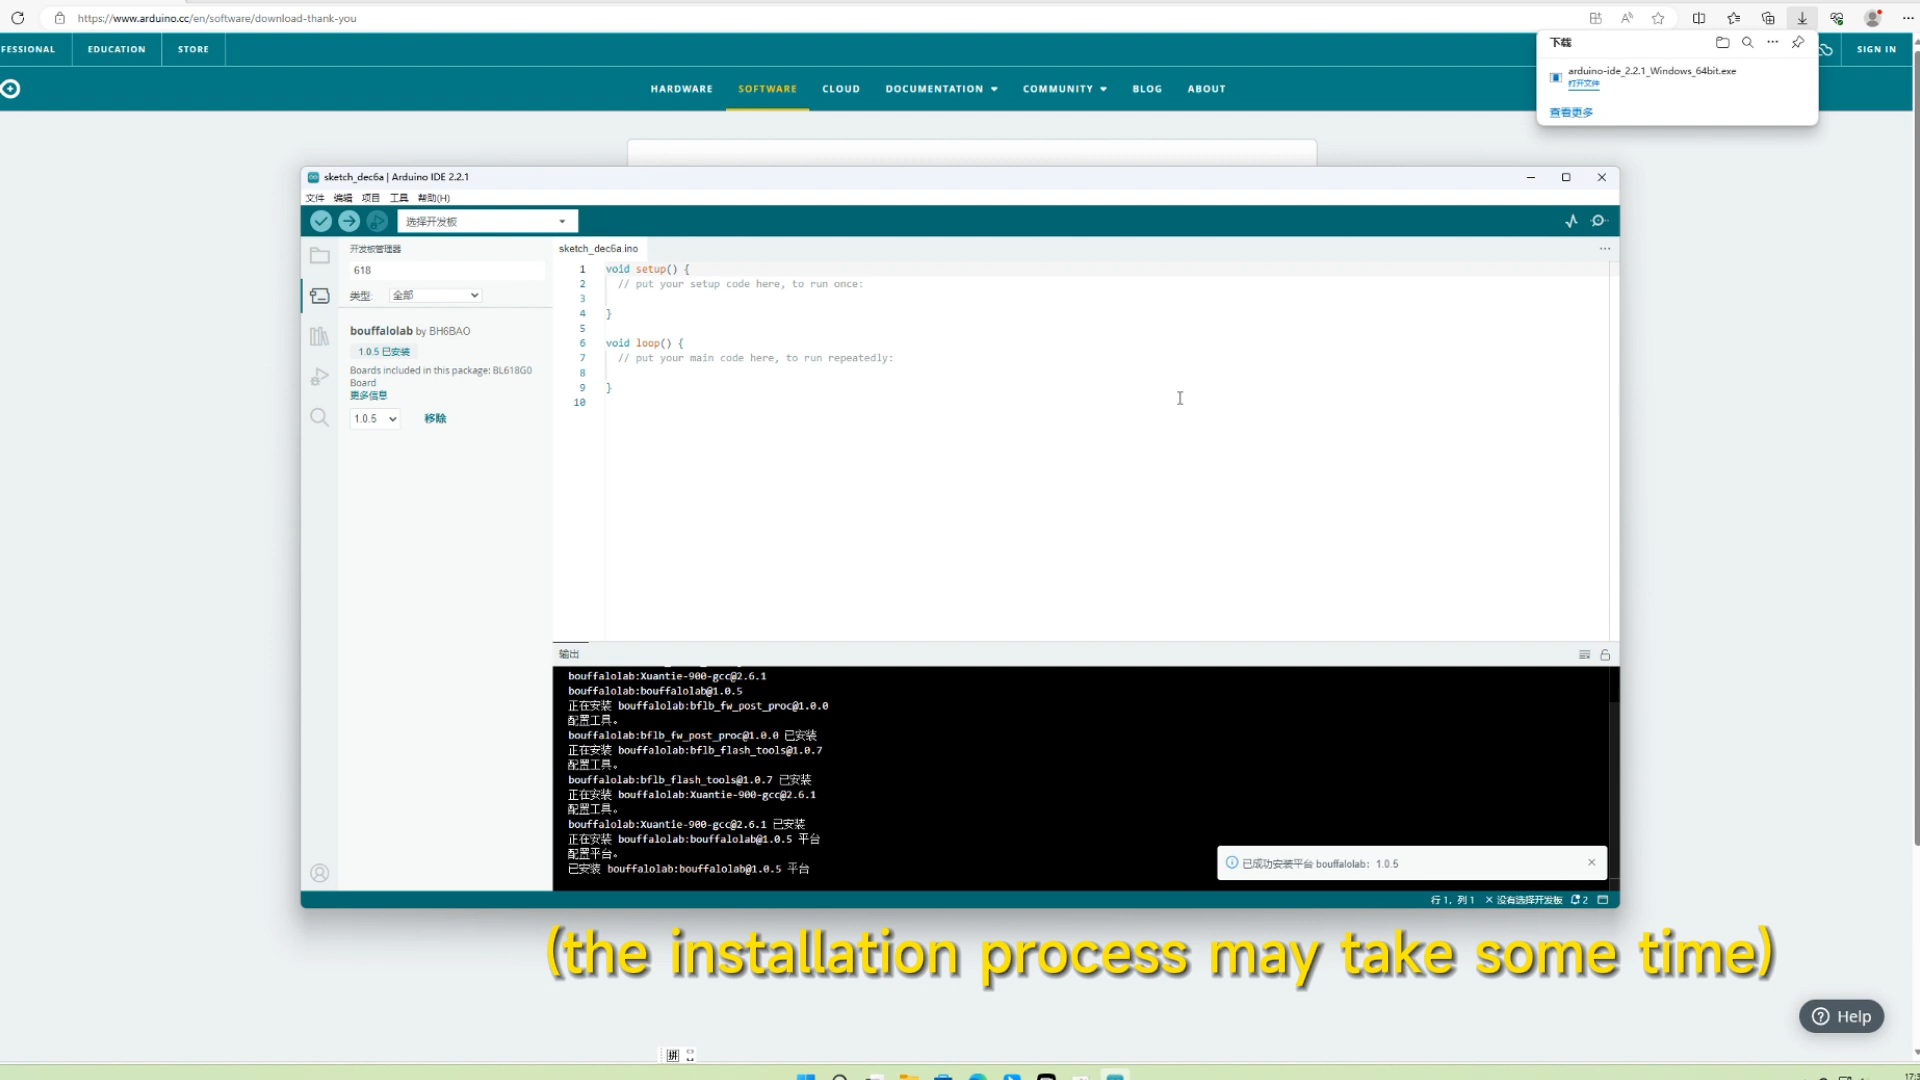 https://www.arduino.cc/en/software/download-thank-you
FESSIONAL
EDUCATION
STORE
SIGN IN
HARDWARE
SOFTWARE
CLOUD
DOCUMENTATION
COMMUNITY
BLOG
ABOUT
下载
arduino-ide_2.2.1_Windows_64bit.exe
打开文件
查看更多
sketch_dec6a | Arduino IDE 2.2.1
文件 编辑 项目 工具 帮助(H)
选择开发板
开发板管理器
618
类型: 全部
bouffalolab by BH6BAO
1.0.5 已安装
Boards included in this package: BL618G0
Board
更多信息
1.0.5 移除
sketch_dec6a.ino
1 void setup() {
2 // put your setup code here, to run once:
3
4 }
5
6 void loop() {
7 // put your main code here, to run repeatedly:
8
9 }
10
输出
bouffalolab:Xuantie-900-gcc@2.6.1
bouffalolab:bouffalolab@1.0.5
正在安装 bouffalolab:bflb_fw_post_proc@1.0.0
配置工具。
bouffalolab:bflb_fw_post_proc@1.0.0 已安装
正在安装 bouffalolab:bflb_flash_tools@1.0.7
配置工具。
bouffalolab:bflb_flash_tools@1.0.7 已安装
正在安装 bouffalolab:Xuantie-900-gcc@2.6.1
配置工具。
bouffalolab:Xuantie-900-gcc@2.6.1 已安装
正在安装 bouffalolab:bouffalolab@1.0.5 平台
配置平台。
已安装 bouffalolab:bouffalolab@1.0.5 平台
已成功安装平台 bouffalolab：1.0.5
行 1，列 1 × 没有选择开发板 2
(the installation process may take some time)
Help
拼